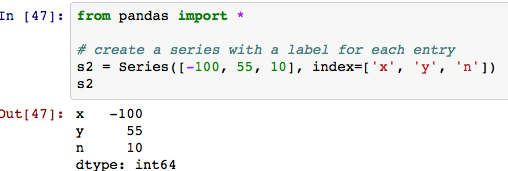 In [47]: from pandas import *
# create a series with a label for each entry
s2 = Series([-100, 55, 10], index=['x', 'y', 'n'])
s2
Out[47]: x   -100
y     55
n     10
dtype: int64